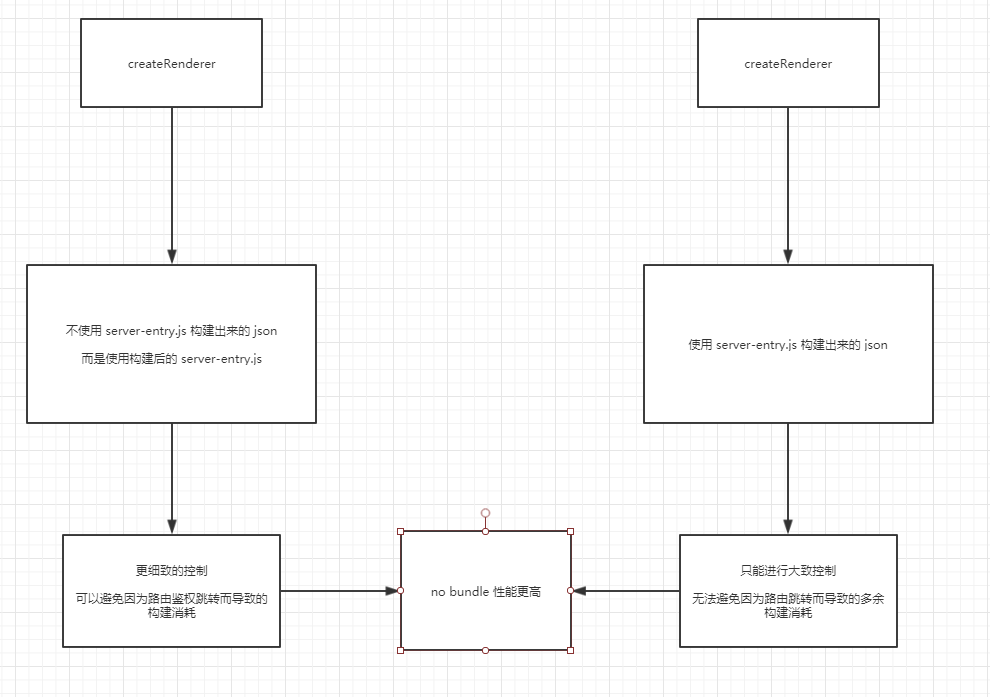 createRenderer
createRenderer
不使用 server-entry.js 构建出来的 json
而是使用构建后的 server-entry.js
使用 server-entry.js 构建出来的 json
更细致的控制
可以避免因为路由鉴权跳转而导致的
构建消耗
no bundle 性能更高
只能进行大致控制
无法避免因为路由跳转而导致的多余
构建消耗